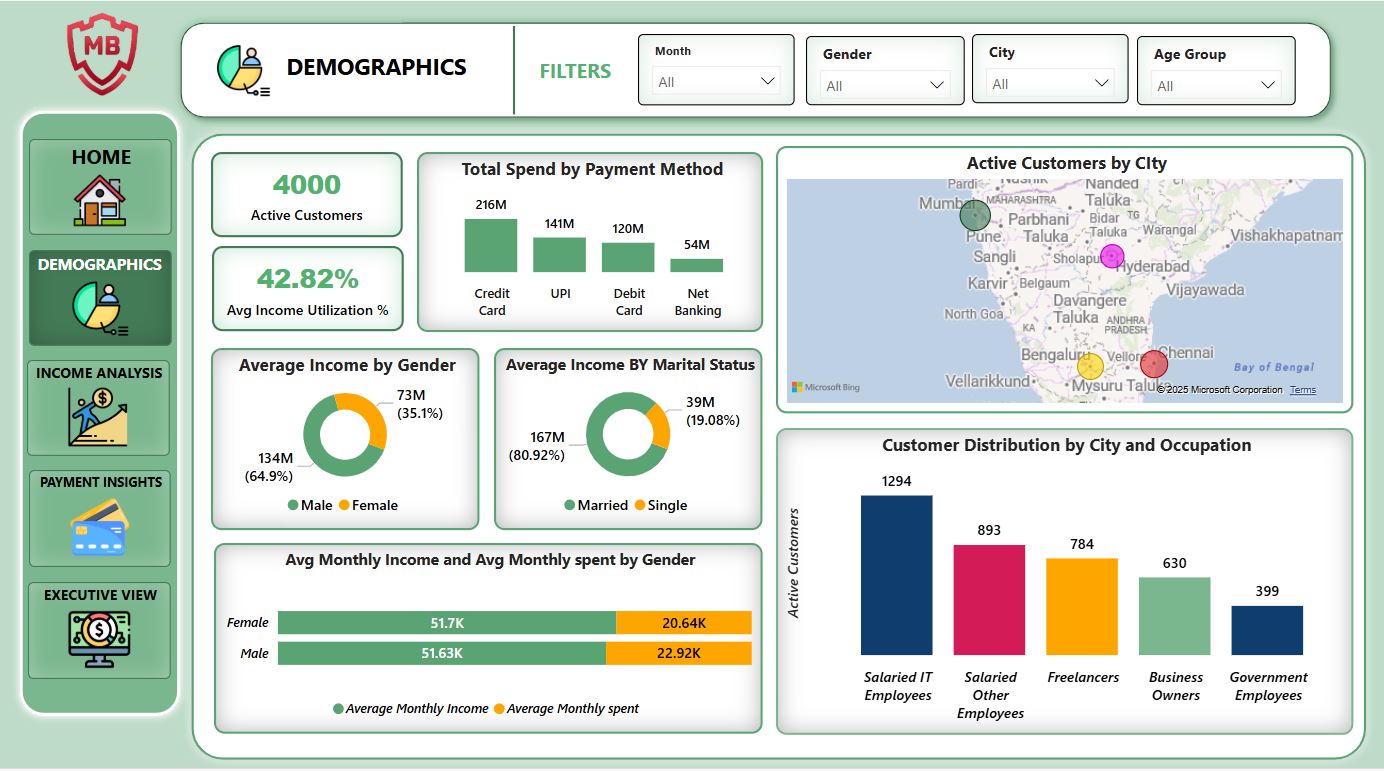 MB
DEMOGRAPHICS
FILTERS
Month
All
Gender
All
City
All
Age Group
All
HOME
DEMOGRAPHICS
INCOME ANALYSIS
PAYMENT INSIGHTS
EXECUTIVE VIEW
4000
Active Customers
42.82%
Avg Income Utilization %
Total Spend by Payment Method
216M
141M
120M
54M
Credit
Card
UPI
Debit
Card
Net
Banking
Active Customers by CIty
Pardi
Nashik
Nanded
Taluka
Mumbai
MAHARASHTRA
Parbhani
Taluka
Bidar
Taluka
TG
Warangal
Pune
Vishakhapatnam
Sangli
Sholapu
Hyderabad
Karvir
Belgaum
Vijayawada
Davangere
Taluka
North Goa
KA
ANDHRA
PRADESH
Bengaluru
Vellore
Chennai
Bay of Bengal
Vellarikkund
Mysuru Taluka
Microsoft Bing
© 2025 Microsoft Corporation Terms
Average Income by Gender
73M
(35.1%)
134M
(64.9%)
Male Female
Average Income BY Marital Status
39M
(19.08%)
167M
(80.92%)
Married Single
Avg Monthly Income and Avg Monthly spent by Gender
Female 51.7K 20.64K
Male 51.63K 22.92K
Average Monthly Income Average Monthly spent
Customer Distribution by City and Occupation
Active Customers
1294
893
784
630
399
Salaried IT
Employees
Salaried
Other
Employees
Freelancers
Business
Owners
Government
Employees